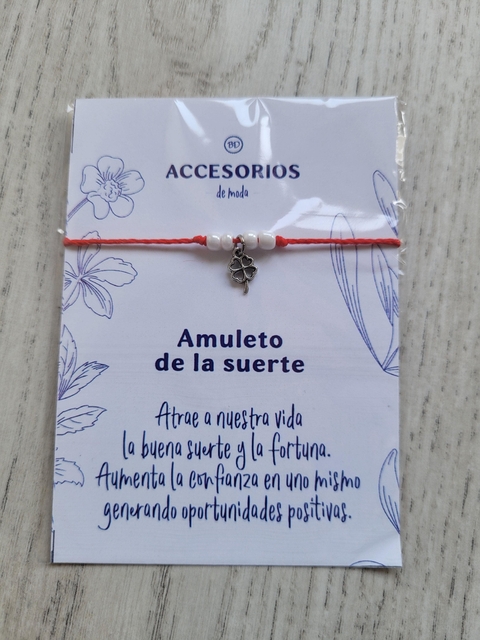 BD
ACCESORIOS
de moda
Amuleto
de la suerte
Atrae a nuestra vida
la buena suerte y la fortuna.
Aumenta la confianza en uno mismo
generando oportunidades positivas.